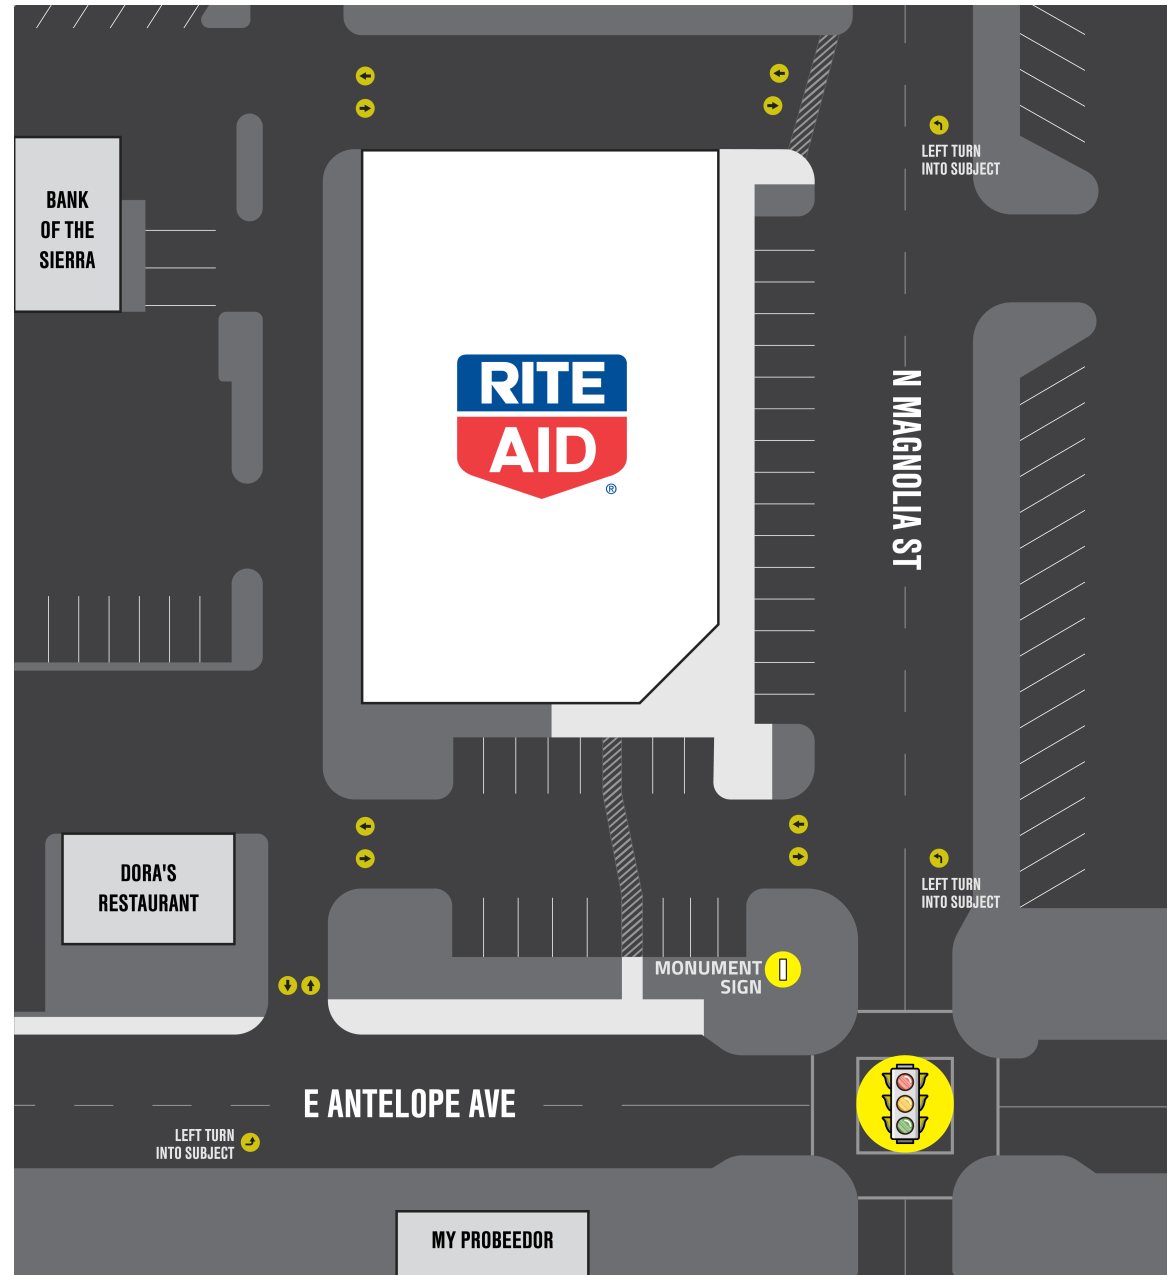 LEFT TURN
INTO SUBJECT
BANK
OF THE
SIERRA
RITE
AID
®
N MAGNOLIA ST
DORA'S
RESTAURANT
LEFT TURN
INTO SUBJECT
MONUMENT
SIGN
E ANTELOPE AVE
LEFT TURN
INTO SUBJECT
MY PROBEEDOR